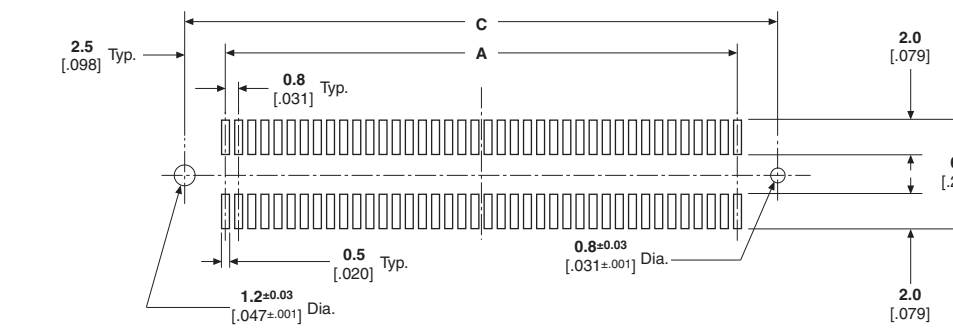 C
2.5 Typ.
[.098]
A
2.0
[.079]
0.8 Typ.
[.031]
0.5 Typ.
[.020]
0.8±0.03 Dia.
[.031±.001]
1.2±0.03 Dia.
[.047±.001]
2.0
[.079]